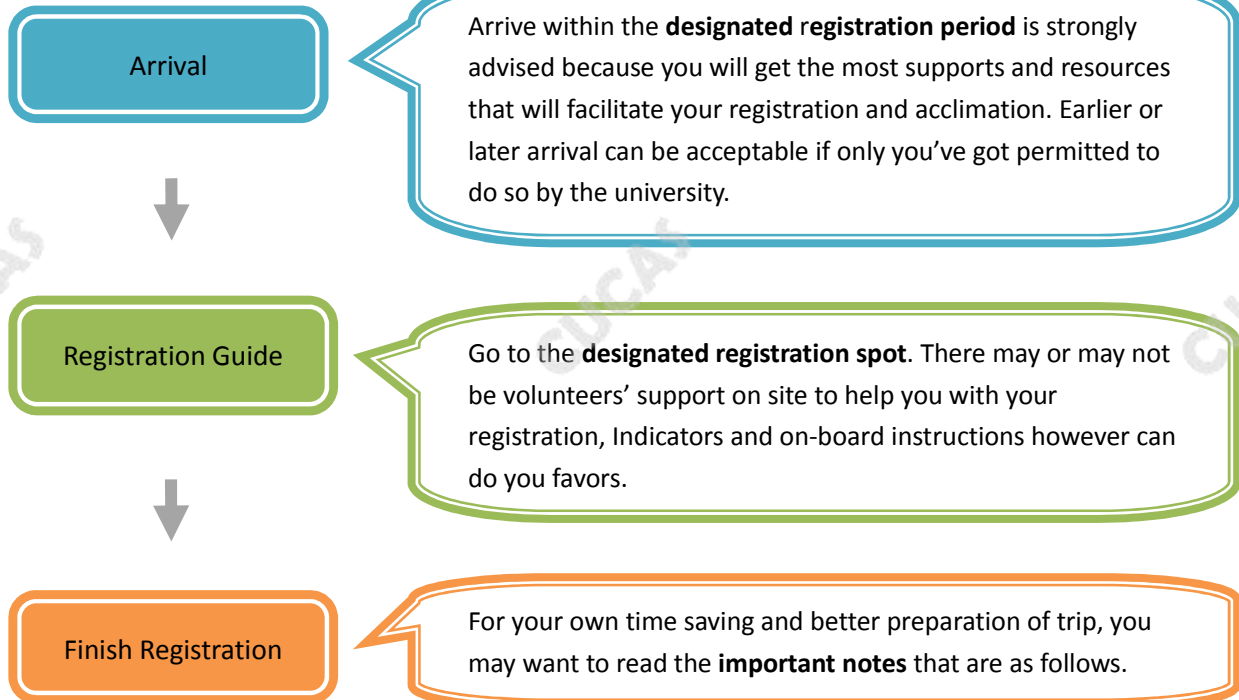 Arrival
Arrive within the designated registration period is strongly
advised because you will get the most supports and resources
that will facilitate your registration and acclimation. Earlier or
later arrival can be acceptable if only you've got permitted to
do so by the university.
CUCAS
Registration Guide
Go to the designated registration spot. There may or may not
be volunteers' support on site to help you with your
registration, Indicators and on-board instructions however can
do you favors.
Finish Registration
For your own time saving and better preparation of trip, you
may want to read the important notes that are as follows.